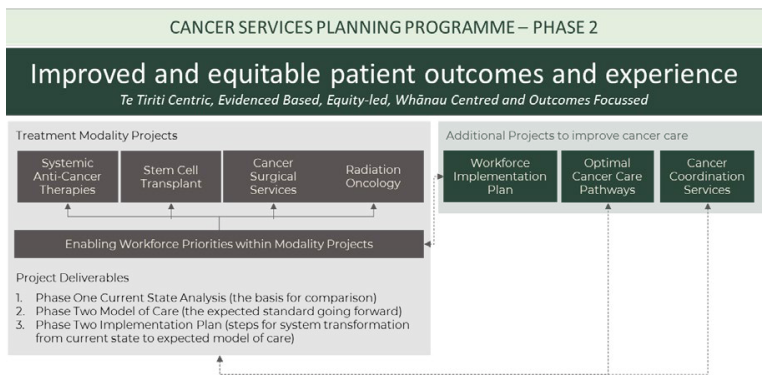 CANCER SERVICES PLANNING PROGRAMME – PHASE 2
Improved and equitable patient outcomes and experience
Te Tiriti Centric, Evidenced Based, Equity-led, Whānau Centred and Outcomes Focussed
Treatment Modality Projects
Systemic
Anti-Cancer
Therapies
Stem Cell
Transplant
Cancer
Surgical
Services
Radiation
Oncology
Enabling Workforce Priorities within Modality Projects
Project Deliverables
1. Phase One Current State Analysis (the basis for comparison)
2. Phase Two Model of Care (the expected standard going forward)
3. Phase Two Implementation Plan (steps for system transformation
from current state to expected model of care)
Additional Projects to improve cancer care
Workforce
Implementation
Plan
Optimal
Cancer Care
Pathways
Cancer
Coordination
Services